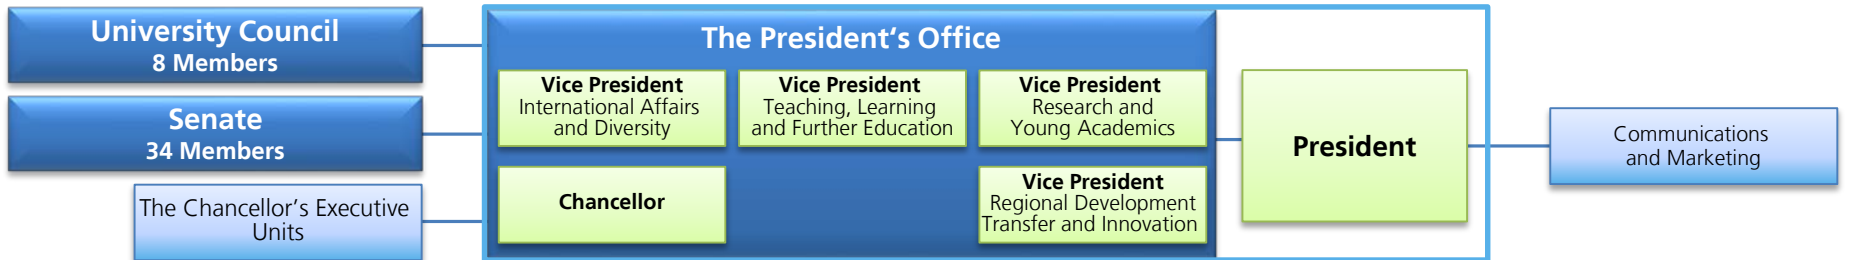 University Council
8 Members
Senate
34 Members
The Chancellor's Executive
Units
The President‘s Office
Vice President
International Affairs
and Diversity
Vice President
Teaching, Learning
and Further Education
Vice President
Research and
Young Academics
Chancellor
Vice President
Regional Development
Transfer and Innovation
President
Communications
and Marketing